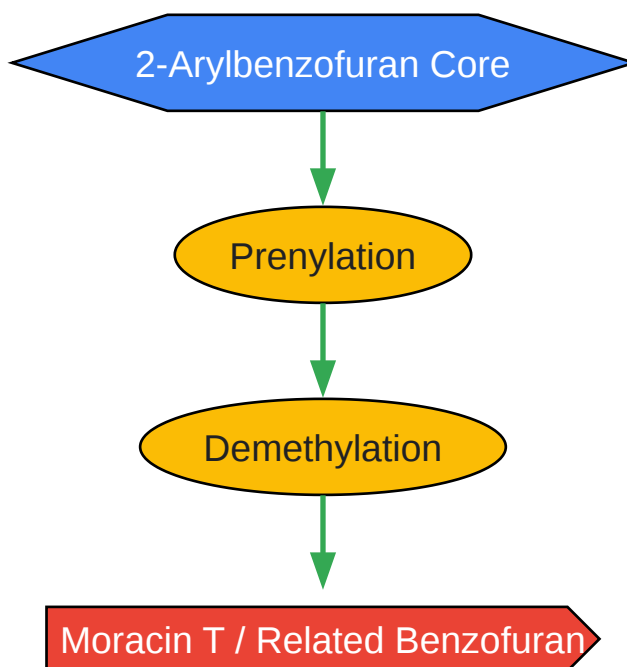 2-Arylbenzofuran Core
Prenylation
Demethylation
Moracin T / Related Benzofuran